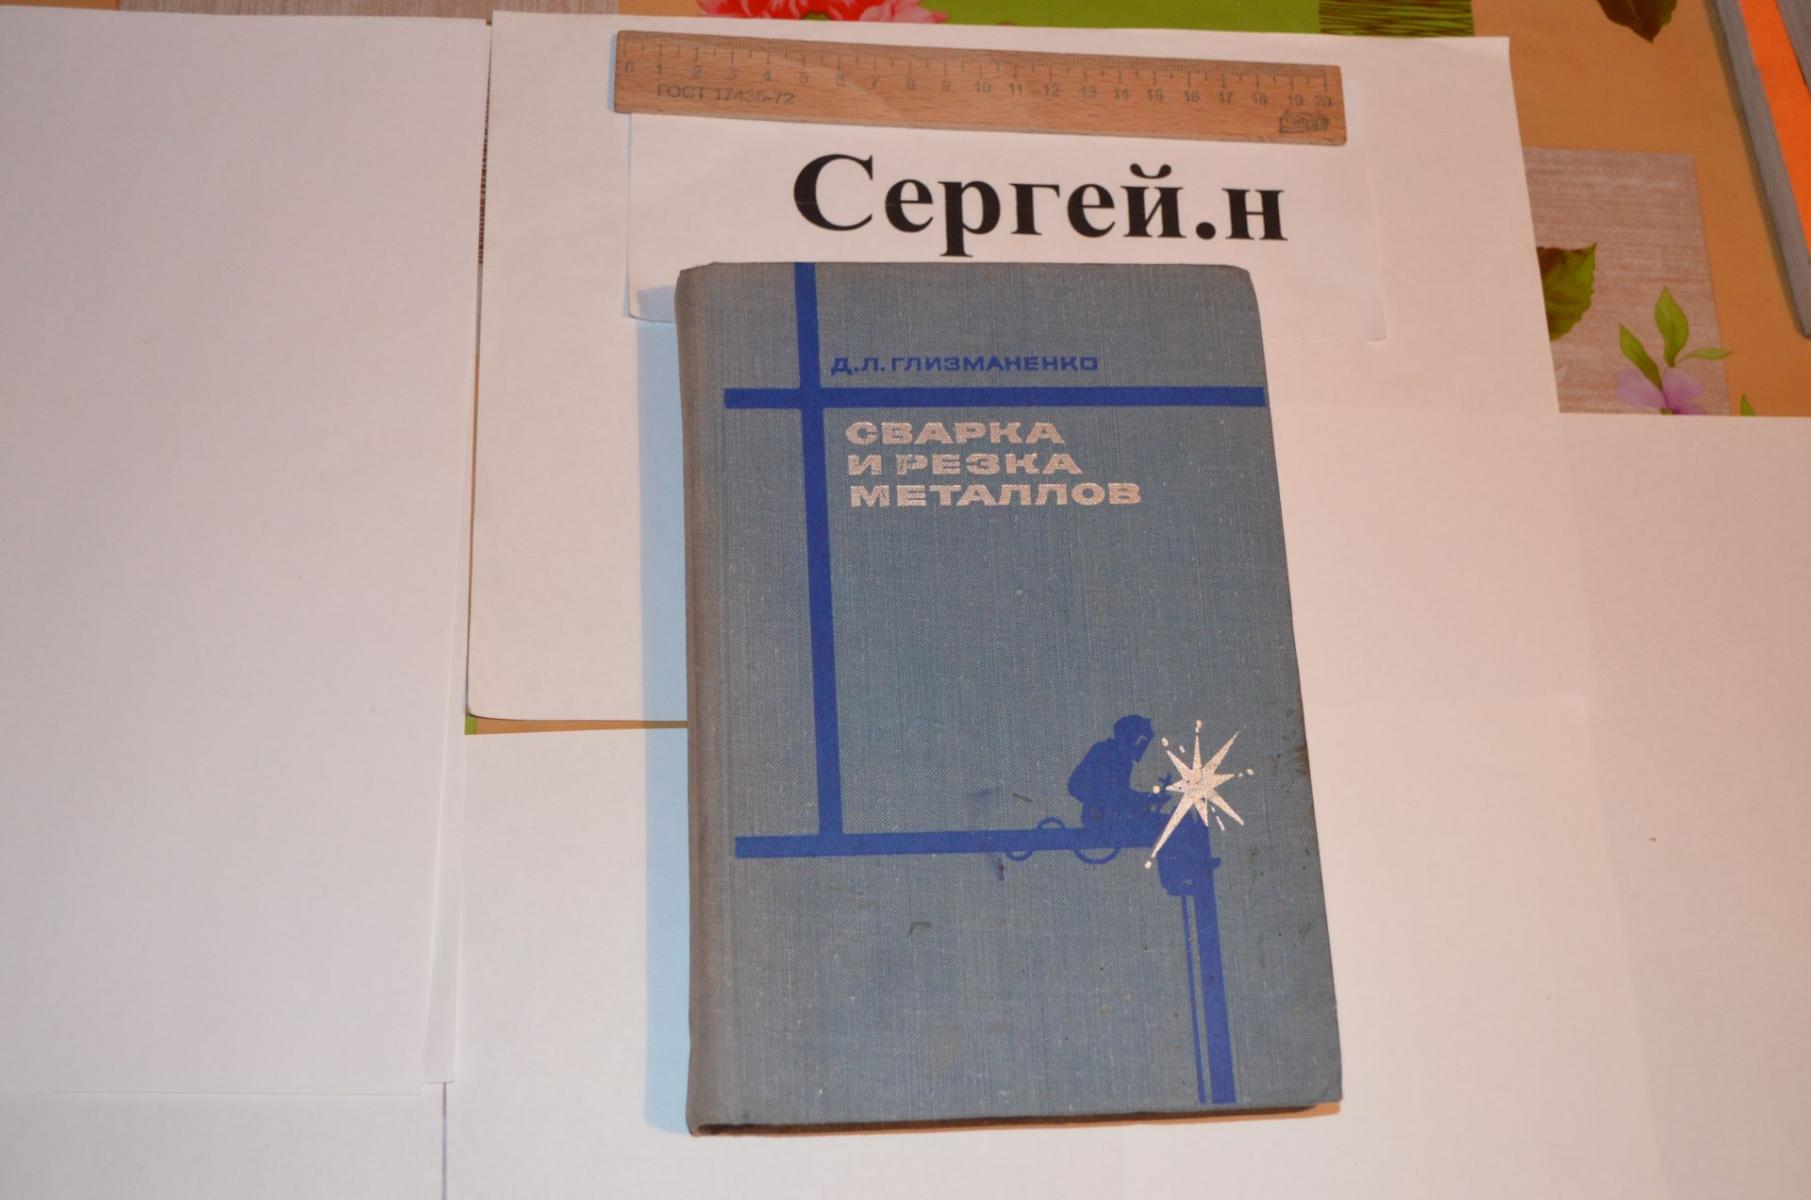 0 1 2 3 4 5 6 7 8 9 10 11 12 13 14 15 16 17 18 19 20
ГОСТ 17435-72
Сергей.н
Д.Л. ГЛИЗМАНЕНКО
СВАРКА
И РЕЗКА
МЕТАЛЛОВ